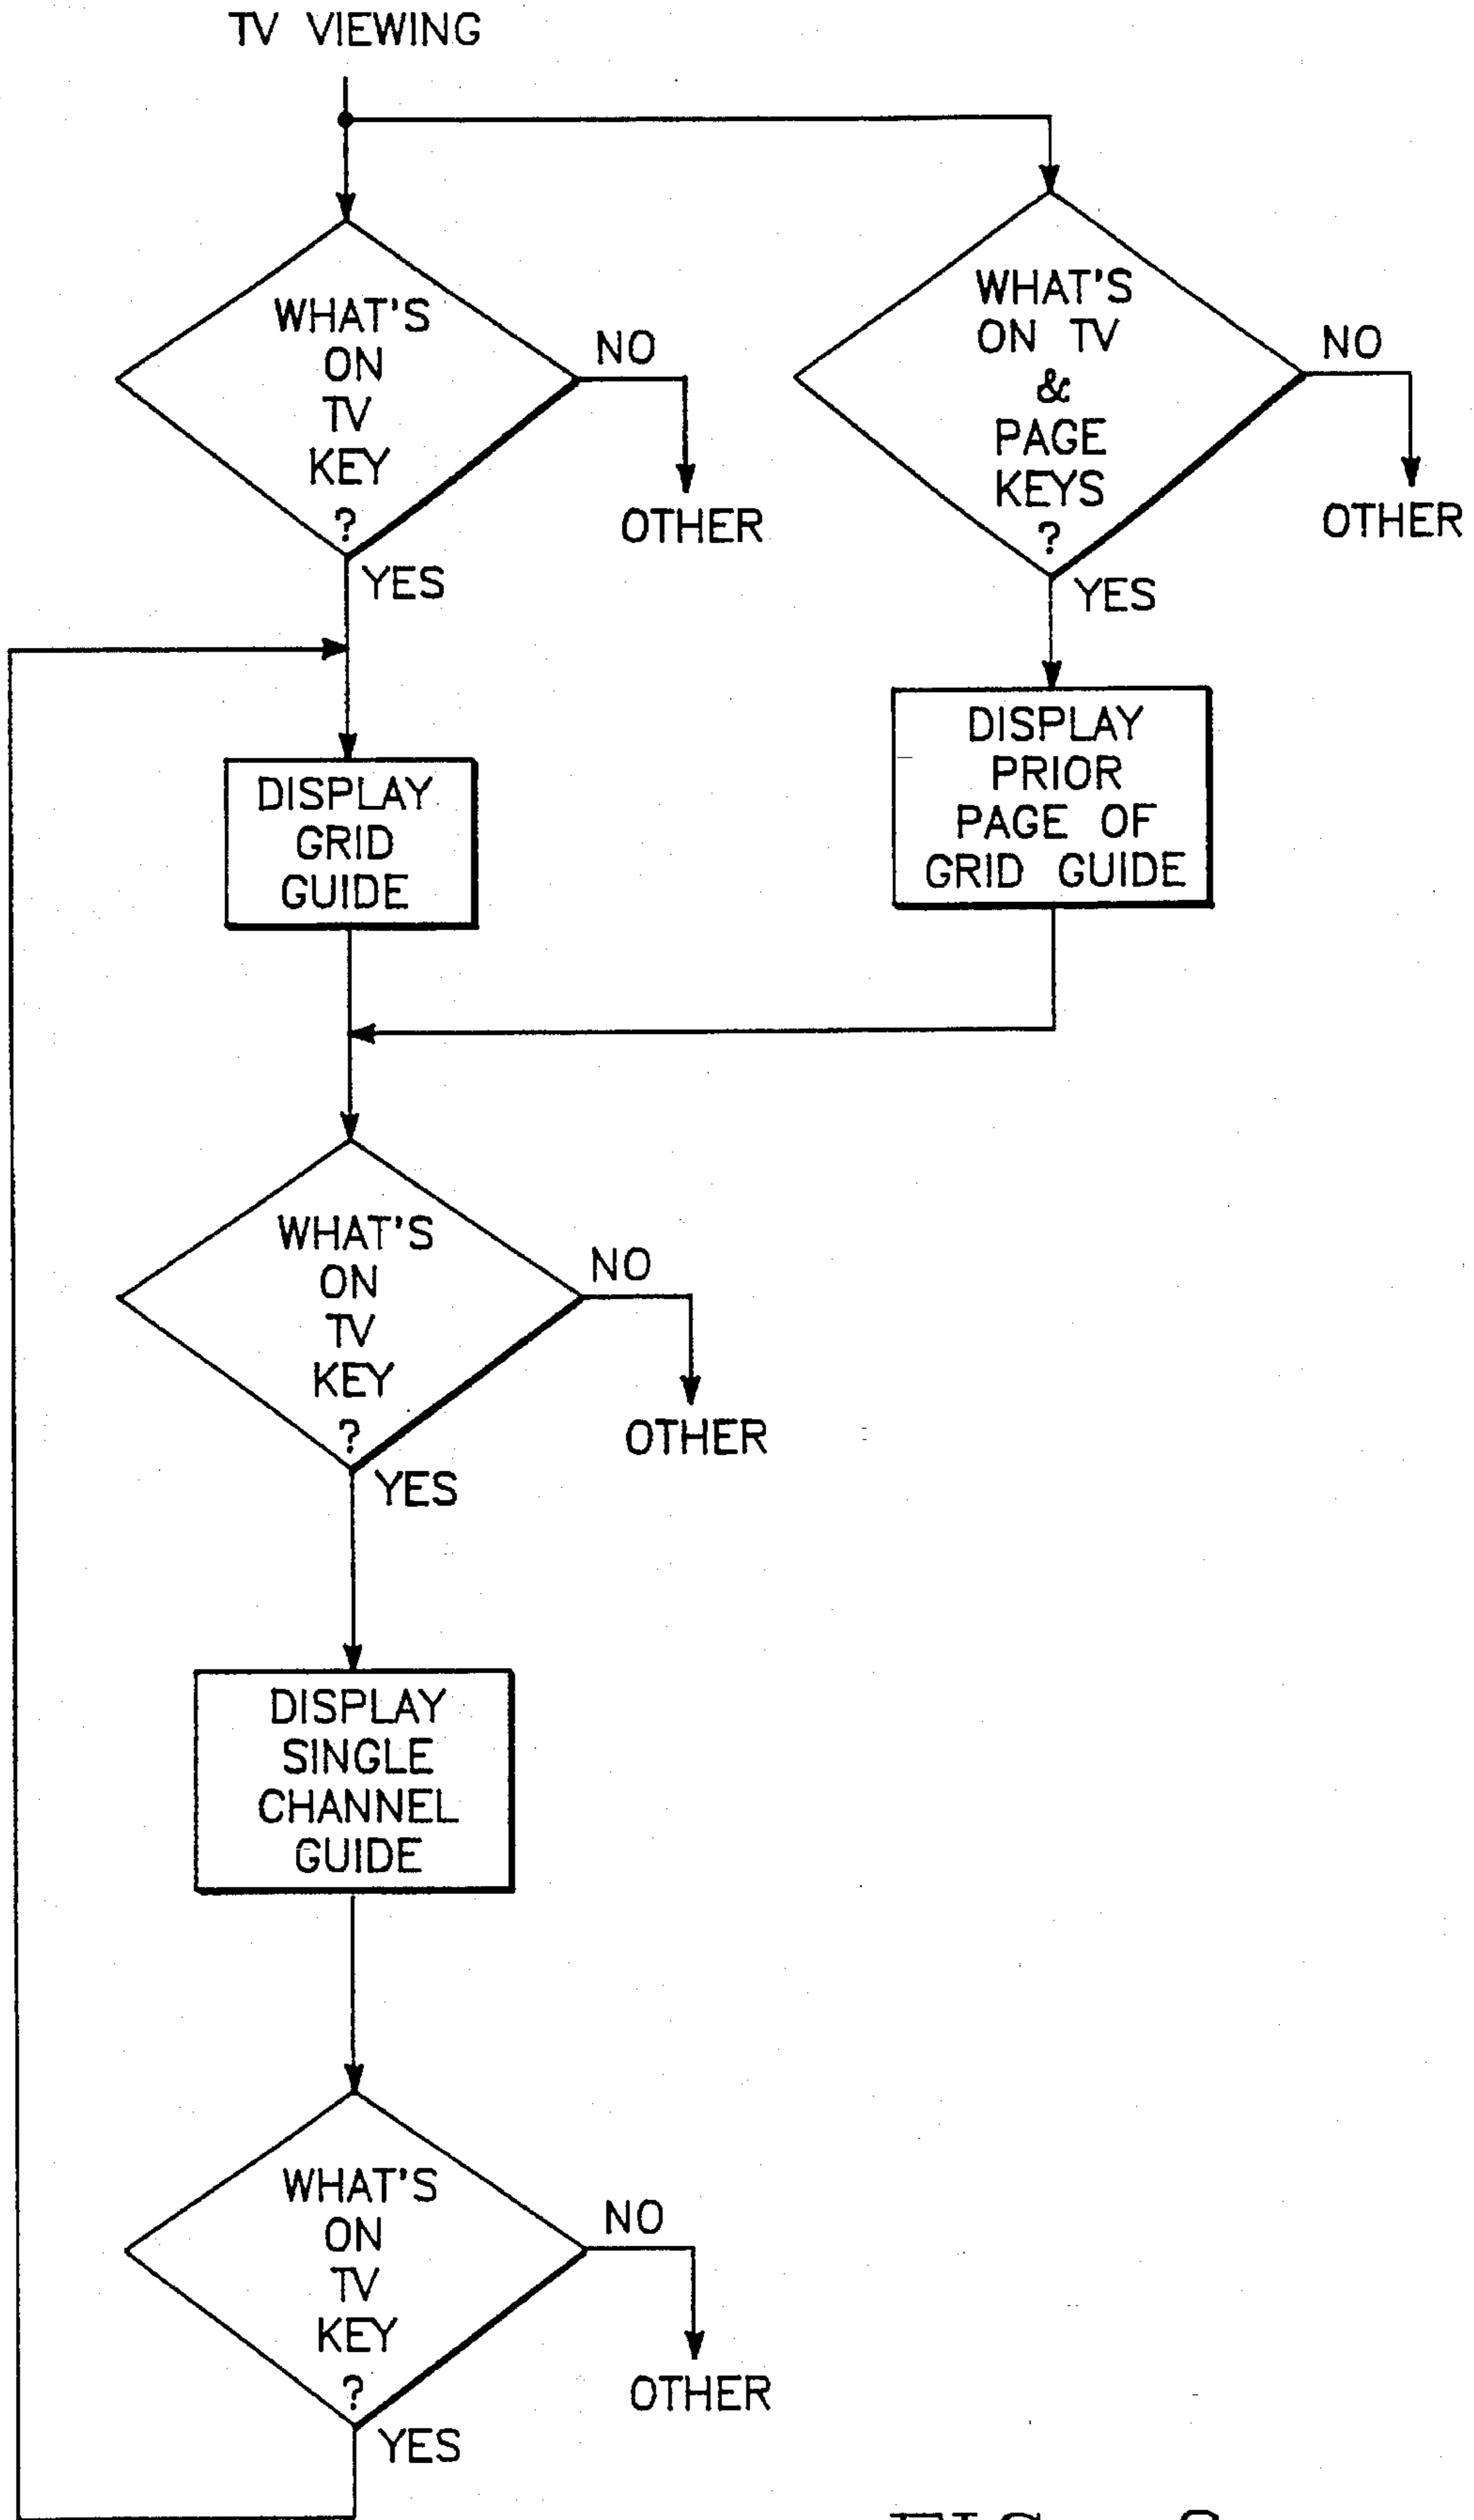 TV VIEWING
WHAT'S
ON
TV
KEY
?
NO
OTHER
YES
WHAT'S
ON TV
&
PAGE
KEYS
?
NO
OTHER
YES
DISPLAY
GRID
GUIDE
DISPLAY
PRIOR
PAGE OF
GRID GUIDE
WHAT'S
ON
TV
KEY
?
NO
OTHER
YES
DISPLAY
SINGLE
CHANNEL
GUIDE
WHAT'S
ON
TV
KEY
?
NO
OTHER
YES